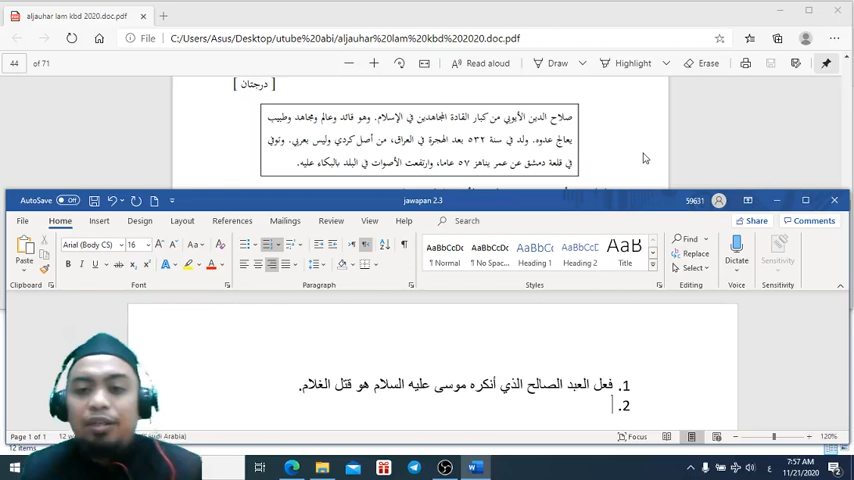 aljauhar lam kbd 2020.doc.pdf
File C:/Users/Asus/Desktop/utube%20abi/aljauhar%20lam%20kbd%202020.doc.pdf
44 of 71 Read aloud Draw Highlight Erase
[ درجتان ]
صلاح الدين الأيوبي من كبار القادة المجاهدين في الإسلام. وهو قائد وعالم ومجاهد وطبيب
يعالج عدوه. ولد في سنة ٥٣٢ بعد الهجرة في العراق، من أصل كردي وليس بعربي. وتوفي
في قلعة دمشق عن عمر يناهز ٥٧ عاما، وارتفعت الأصوات في البلد بالبكاء عليه.
AutoSave Off jawapan 2.3 59631
File Home Insert Design Layout References Mailings Review View Help Search Share Comments
Paste Arial (Body CS) 16 Aa AaBbCcDc AaBbCcDc AaBbCc AaBbCcD AaB Find Replace Select Dictate Sensitivity
Normal No Spac... Heading 1 Heading 2 Title
Clipboard Font Paragraph Styles Editing Voice Sensitivity
1. فعل العبد الصالح الذي أنكره موسى عليه السلام هو قتل الغلام.
2.
Page 1 of 1 12 w Saudi Arabia) Focus 120%
12 items
7:57 AM
11/21/2020